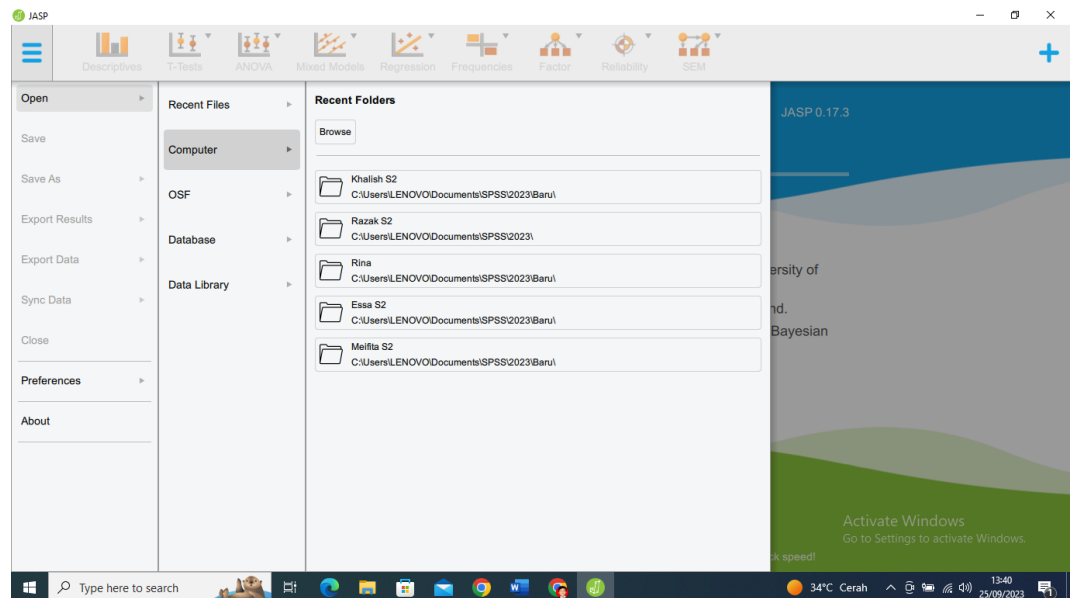 JASP
Descriptives
T-Tests
ANOVA
Mixed Models
Regression
Frequencies
Factor
Reliability
SEM
Open
Save
Save As
Export Results
Export Data
Sync Data
Close
Preferences
About
Recent Files
Computer
OSF
Database
Data Library
Recent Folders
Browse
Khalish S2
C:\Users\LENOVO\Documents\SPSS\2023\Baru\
Razak S2
C:\Users\LENOVO\Documents\SPSS\2023\
Rina
C:\Users\LENOVO\Documents\SPSS\2023\Baru\
Essa S2
C:\Users\LENOVO\Documents\SPSS\2023\Baru\
Meifita S2
C:\Users\LENOVO\Documents\SPSS\2023\Baru\
JASP 0.17.3
ersity of
nd.
Bayesian
Activate Windows
Go to Settings to activate Windows.
ck speed!
Type here to search
34°C Cerah
13:40
25/09/2023